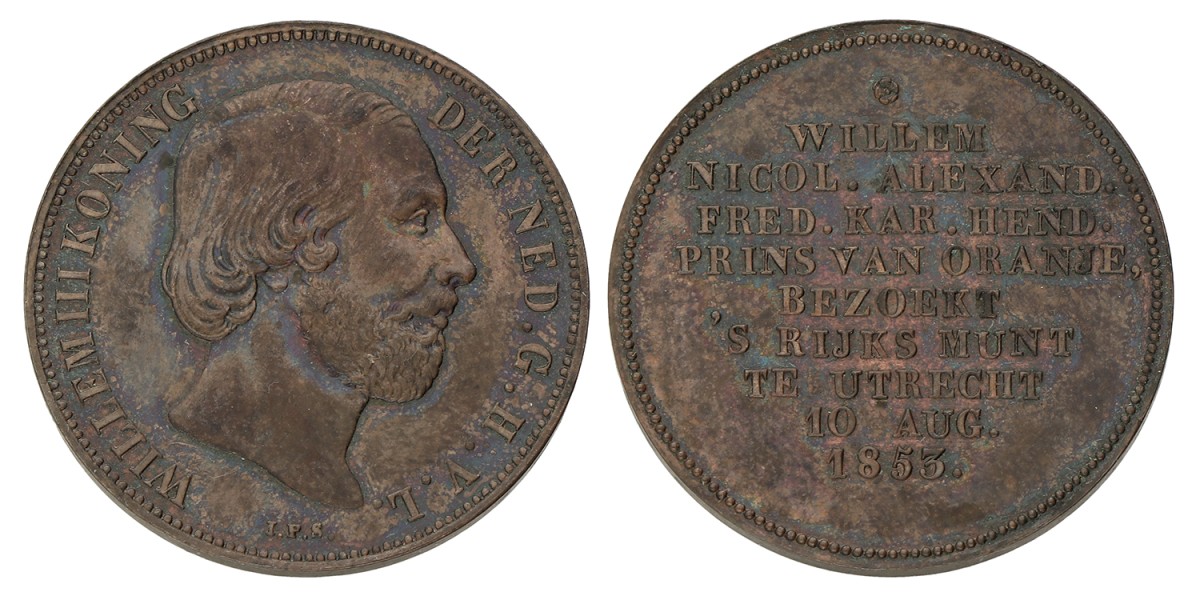 WILLEM III KONING DER NED. G. H. V. L.
I.F.S
WILLEM
NICOL. ALEXAND.
FRED. KAR. HEND.
PRINS VAN ORANJE,
BEZOEKT
'S RIJKS MUNT
TE UTRECHT
10 AUG.
1853.